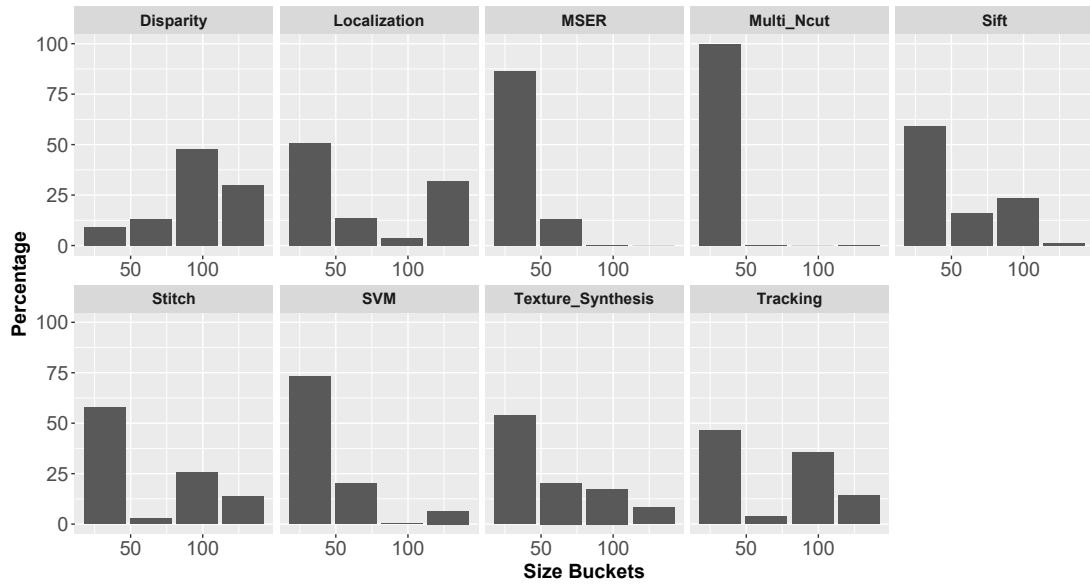 Disparity Localization MSER Multi_Ncut Sift
100
75
50
25
0
50 100 50 100 50 100 50 100 50 100
Stitch SVM Texture_Synthesis Tracking
100
75
50
25
0
50 100 50 100 50 100 50 100
Percentage
Size Buckets